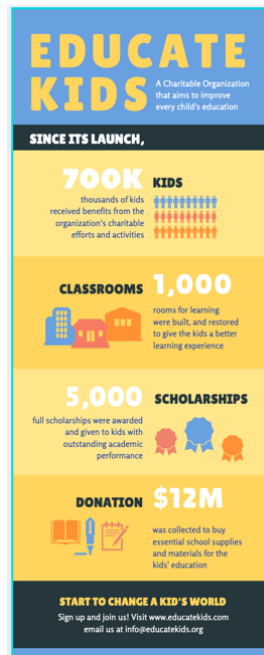 EDUCATE
KIDS
A Charitable Organization
that aims to improve
every child's education
SINCE ITS LAUNCH,
700K KIDS
thousands of kids
received benefits from the
organization's charitable
efforts and activities
CLASSROOMS 1,000
rooms for learning
were built, and restored
to give the kids a better
learning experience
5,000 SCHOLARSHIPS
full scholarships were awarded
and given to kids with
outstanding academic
performance
DONATION $12M
was collected to buy
essential school supplies
and materials for the
kids' education
START TO CHANGE A KID'S WORLD
Sign up and join us! Visit www.educatekids.com
email us at info@educatekids.org